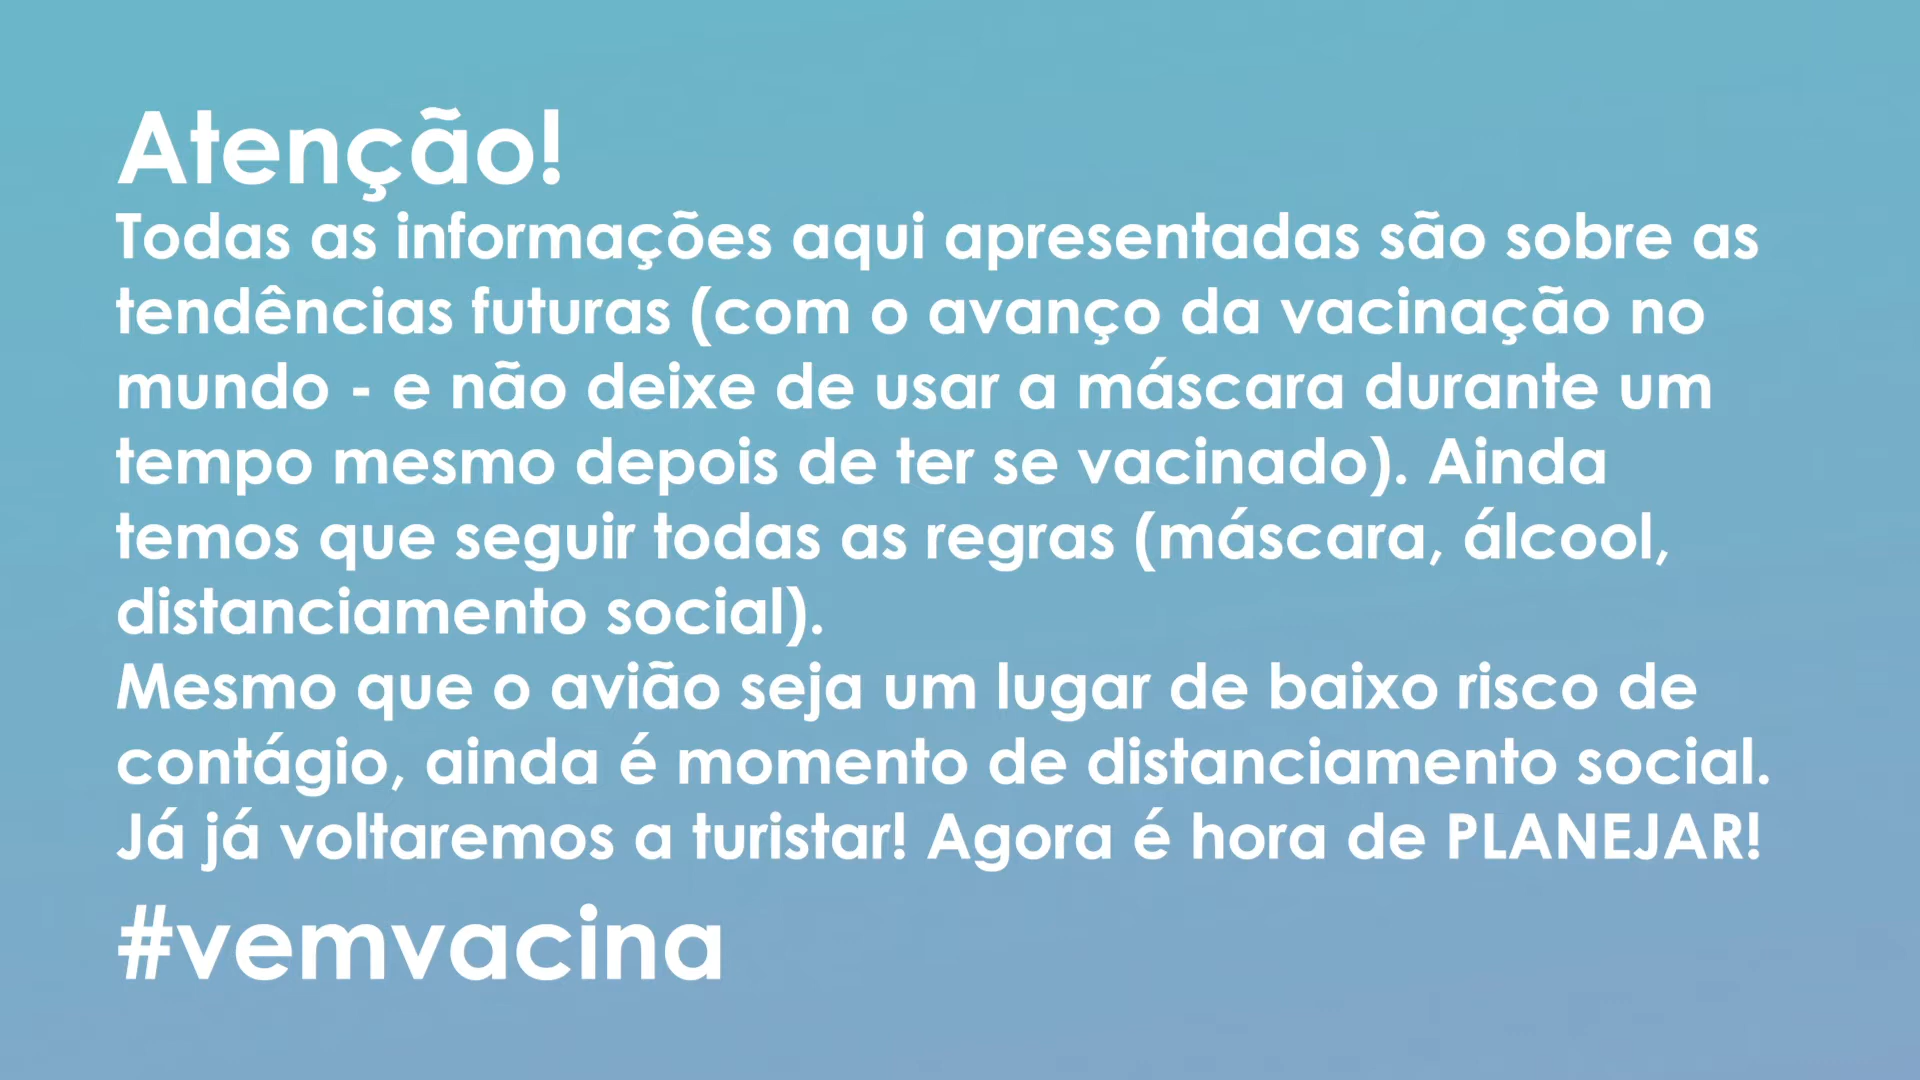 Atenção!
Todas as informações aqui apresentadas são sobre as
tendências futuras (com o avanço da vacinação no
mundo - e não deixe de usar a máscara durante um
tempo mesmo depois de ter se vacinado). Ainda
temos que seguir todas as regras (máscara, álcool,
distanciamento social).
Mesmo que o avião seja um lugar de baixo risco de
contágio, ainda é momento de distanciamento social.
Já já voltaremos a turistar! Agora é hora de PLANEJAR!
#vemvacina